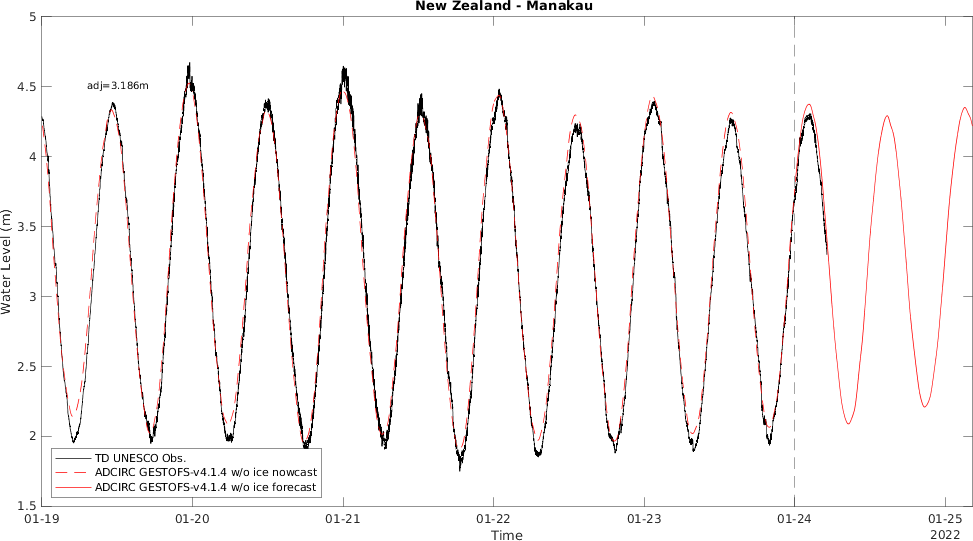 New Zealand - Manakau
5
4.5
4
3.5
3
2.5
2
1.5
Water Level (m)
adj=3.186m
TD UNESCO Obs.
ADCIRC GESTOFS-v4.1.4 w/o ice nowcast
ADCIRC GESTOFS-v4.1.4 w/o ice forecast
01-19 01-20 01-21 01-22 01-23 01-24 01-25
Time
2022